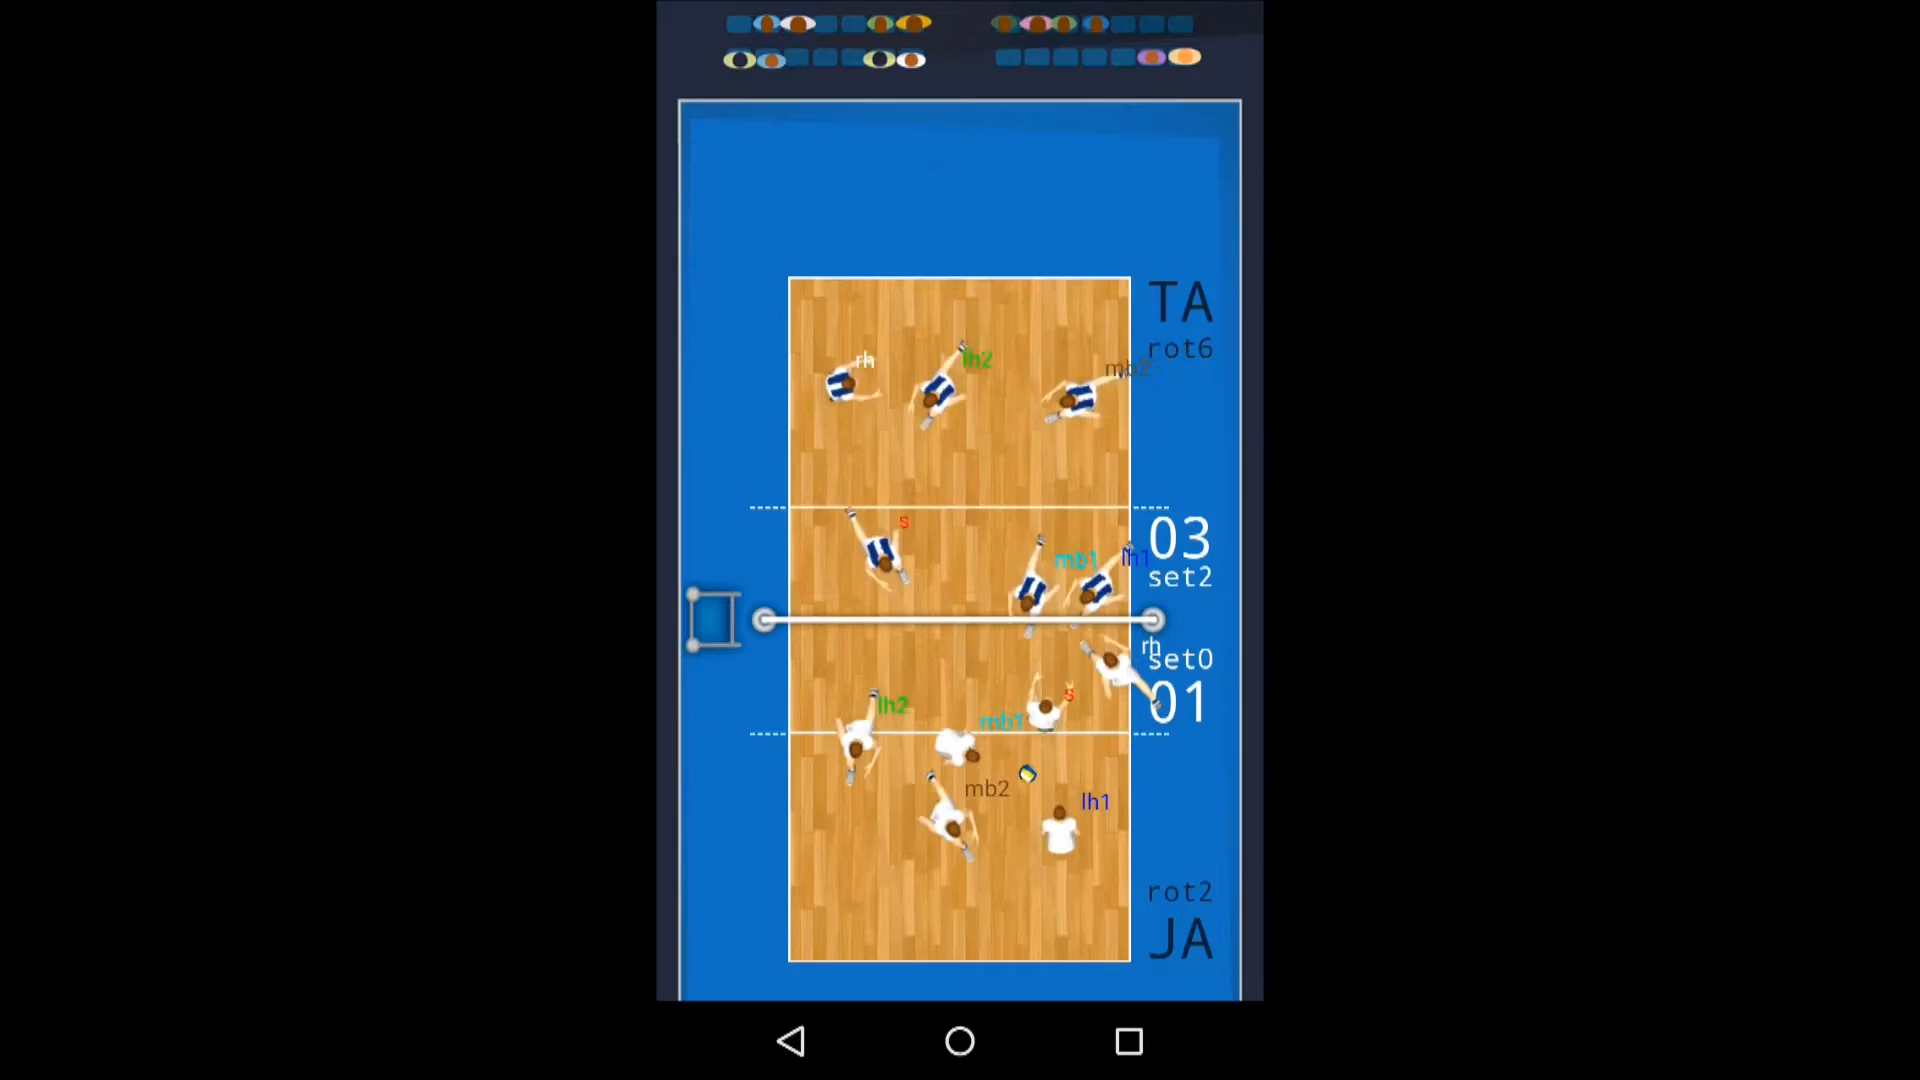 TA
rot6
rh
lh2
mb2
s
03
mb1
lh1
set2
rh
set0
s
01
lh2
mb1
mb2
lh1
rot2
JA